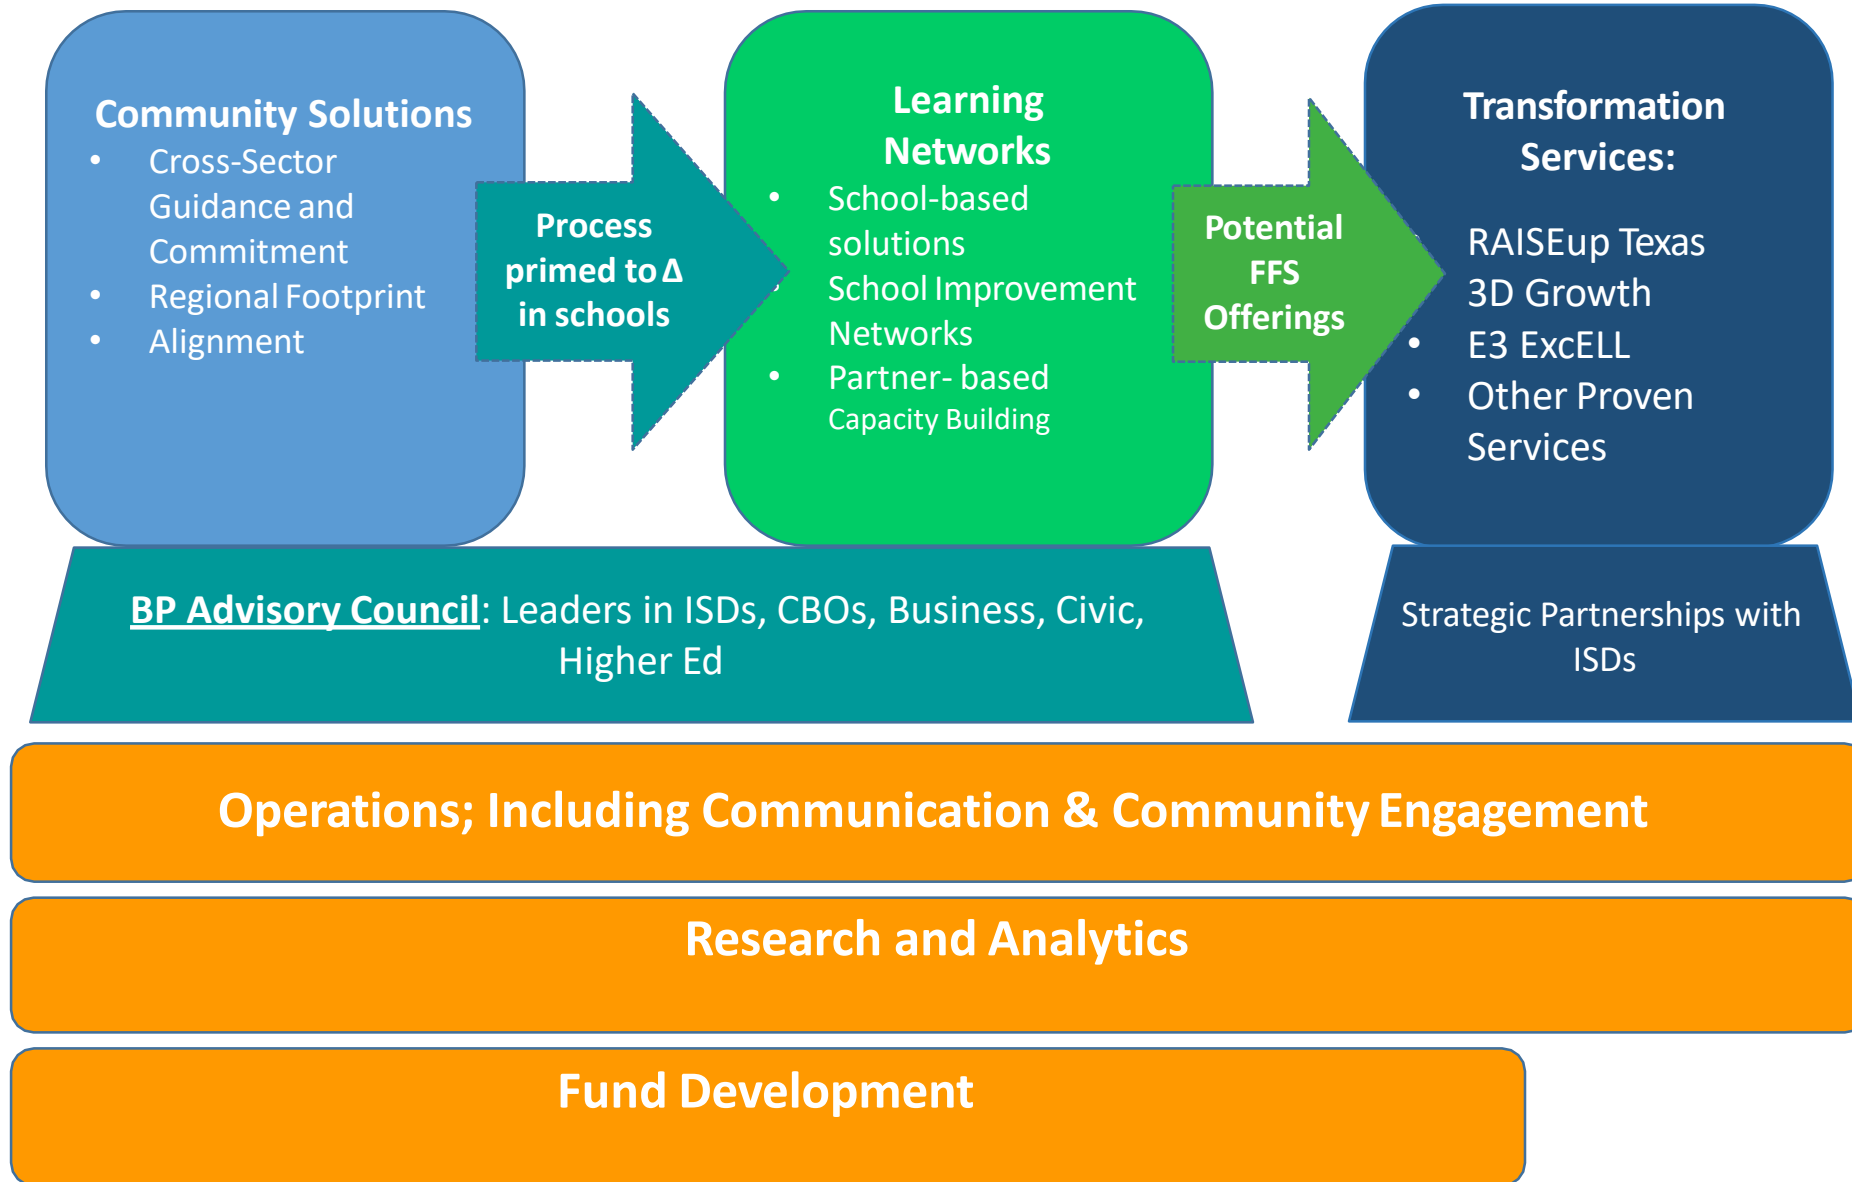 Community Solutions
• Cross-Sector
Guidance and
Commitment
• Regional Footprint
• Alignment
Process
primed to Δ
in schools
Learning
Networks
• School-based
solutions
• School Improvement
Networks
• Partner- based
Capacity Building
Potential
FFS
Offerings
Transformation
Services:
RAISEup Texas
3D Growth
• E3 ExcELL
• Other Proven
Services
BP Advisory Council: Leaders in ISDs, CBOs, Business, Civic,
Higher Ed
Strategic Partnerships with
ISDs
Operations; Including Communication & Community Engagement
Research and Analytics
Fund Development